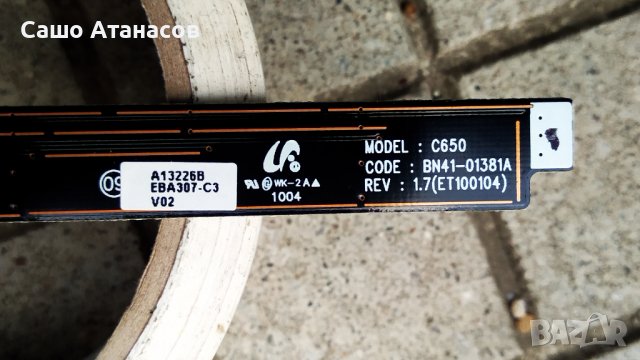 Сашо Атанасов
MODEL : C650
CODE : BN41-01381A
REV : 1.7(ET100104)
WK-2A
1004
09
A13226B
EBA307-C3
V02
BAZAR